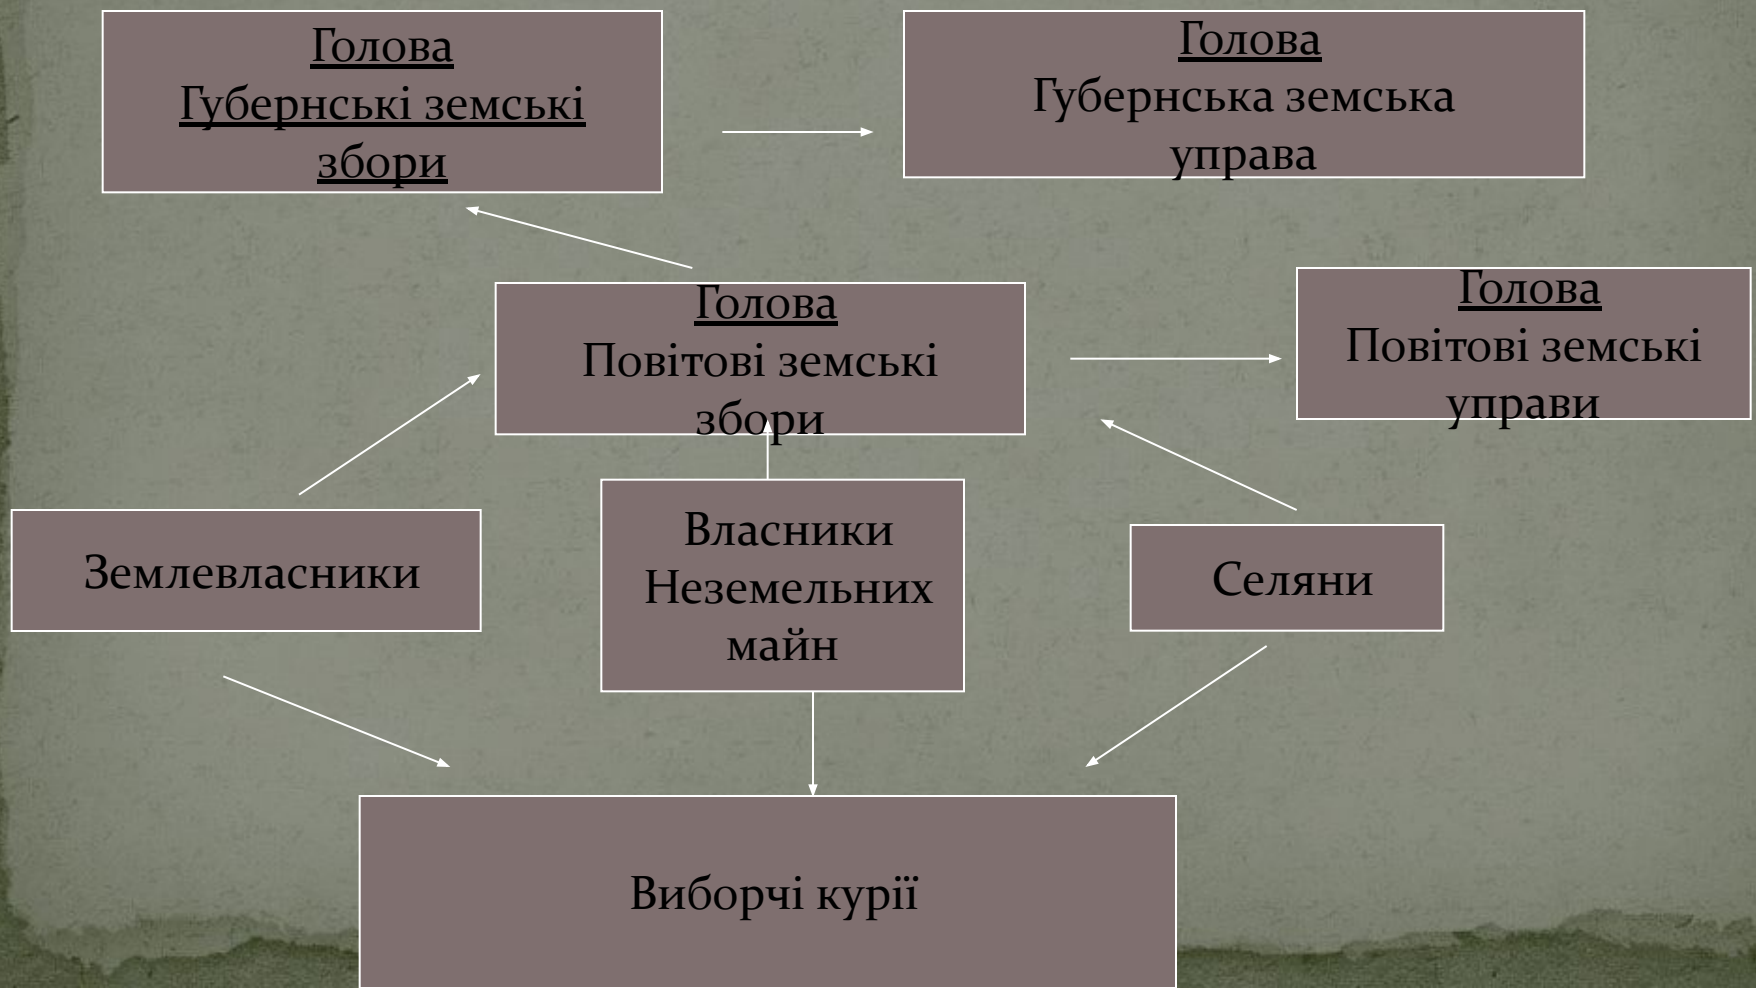 Голова
Губернські земські
збори
Голова
Губернська земська
управа
Голова
Повітові земські
збори
Голова
Повітові земські
управи
Землевласники
Власники
Неземельних
майн
Селяни
Виборчі курії